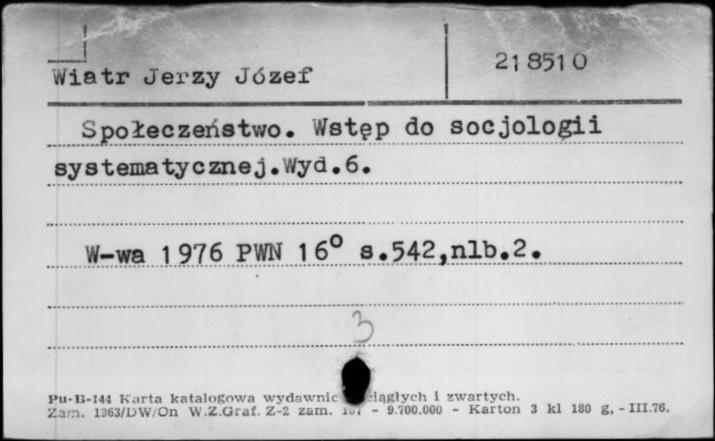 Wiatr Jerzy Józef
218510
Społeczeństwo. Wstęp do socjologii
systematycznej.Wyd.6.
W-wa 1976 PWN 16° s.542,nlb.2.
3
Pu-B-144 Karta katalogowa wydawnic iągłych i zwartych.
Zam. 1363/DW/On W.Z.Graf. Z-2 zam. - 9.700.000 - Karton 3 kl 180 g, - III.76.